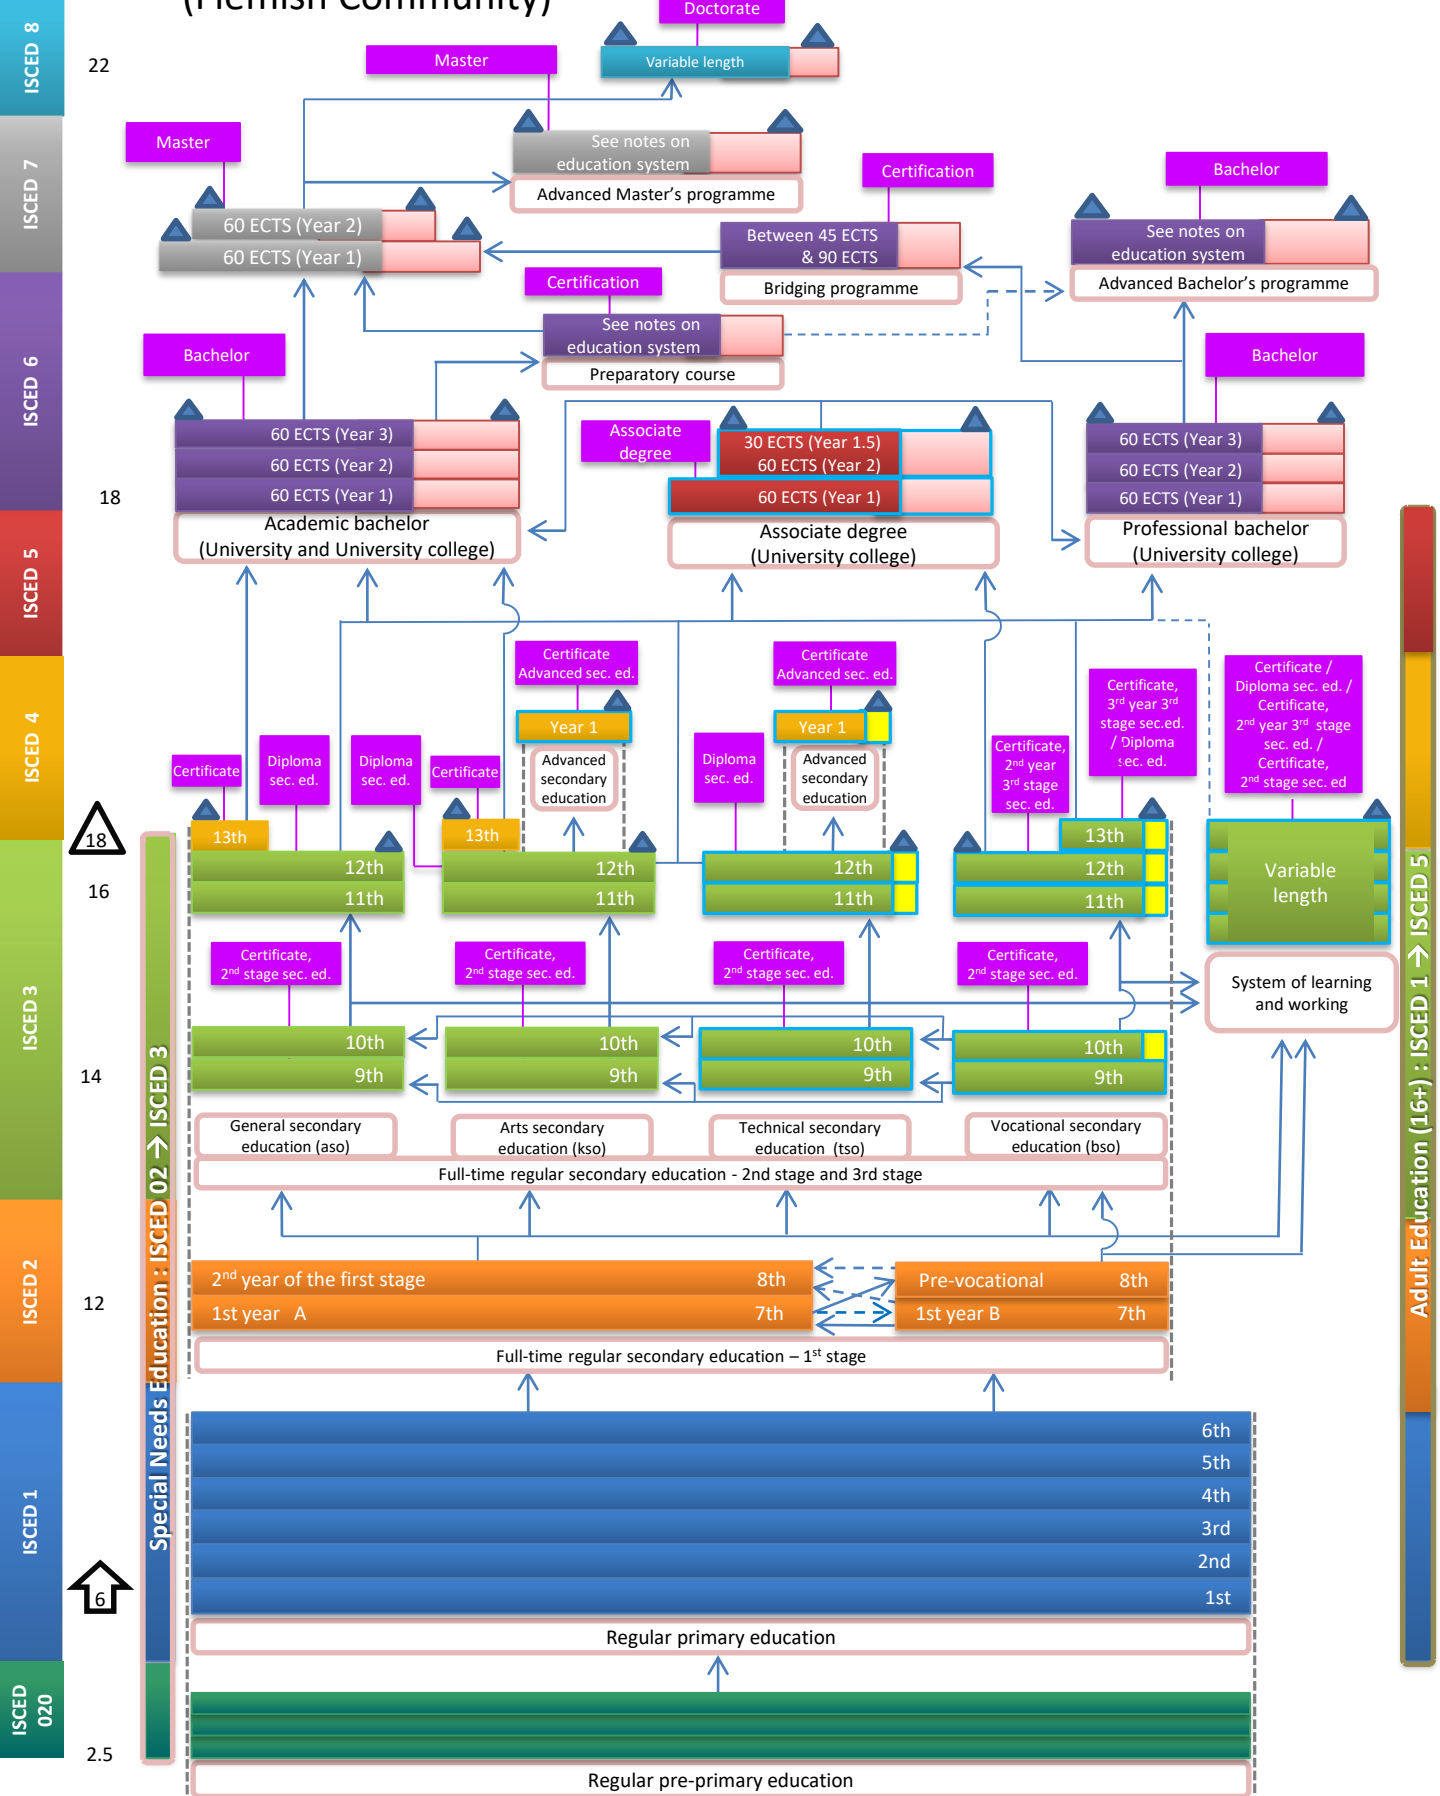 (Flemish Community)
Doctorate
ISCED 8
22
Master
Variable length
Master
See notes on
education system
Advanced Master's programme
Certification
Bachelor
ISCED 7
60 ECTS (Year 2)
60 ECTS (Year 1)
Between 45 ECTS
& 90 ECTS
Bridging programme
See notes on
education system
Advanced Bachelor's programme
Certification
See notes on
education system
Preparatory course
ISCED 6
Bachelor
Bachelor
Associate
degree
60 ECTS (Year 3)
60 ECTS (Year 2)
60 ECTS (Year 1)
30 ECTS (Year 1.5)
60 ECTS (Year 2)
60 ECTS (Year 1)
60 ECTS (Year 3)
60 ECTS (Year 2)
60 ECTS (Year 1)
18
Academic bachelor
(University and University college)
Associate degree
(University college)
Professional bachelor
(University college)
ISCED 5
ISCED 4
Certificate
Advanced sec. ed.
Certificate
Advanced sec. ed.
Certificate,
3rd year 3rd
stage sec.ed.
/ Diploma
sec. ed.
Certificate /
Diploma sec. ed. /
Certificate,
2nd year 3rd stage
sec. ed. /
Certificate,
2nd stage sec. ed
Year 1
Year 1
Certificate
Diploma
sec. ed.
Diploma
sec. ed.
Certificate
Advanced
secondary
education
Diploma
sec. ed.
Advanced
secondary
education
Certificate,
2nd year
3rd stage
sec. ed.
18
13th
13th
13th
16
12th
11th
12th
11th
12th
11th
12th
11th
Variable
length
ISCED 3
Certificate,
2nd stage sec. ed.
Certificate,
2nd stage sec. ed.
Certificate,
2nd stage sec. ed.
Certificate,
2nd stage sec. ed.
System of learning
and working
14
10th
9th
10th
9th
10th
9th
10th
9th
General secondary
education (aso)
Arts secondary
education (kso)
Technical secondary
education (tso)
Vocational secondary
education (bso)
Full-time regular secondary education - 2nd stage and 3rd stage
Special Needs Education : ISCED 02 → ISCED 3
Adult Education (16+) : ISCED 1 → ISCED 5
ISCED 2
12
2nd year of the first stage 8th
1st year A 7th
Pre-vocational 8th
1st year B 7th
Full-time regular secondary education – 1st stage
ISCED 1
6th
5th
4th
3rd
2nd
1st
6
Regular primary education
ISCED
020
2.5
Regular pre-primary education